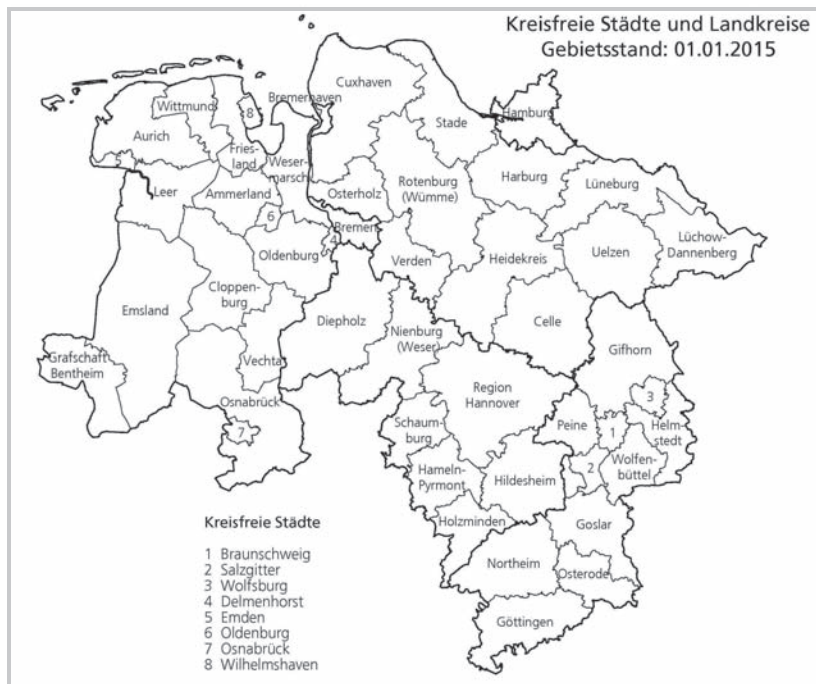 Kreisfreie Städte und Landkreise
Gebietsstand: 01.01.2015
Cuxhaven
Bremerhaven
Wittmund
8
Hamburg
Stade
Aurich
Fries-
land
5
Weser-
marsch
Leer
Ammerland
Osterholz
Rotenburg
(Wümme)
Harburg
Lüneburg
6
Bremen
4
Oldenburg
Verden
Heidekreis
Uelzen
Lüchow-
Dannenberg
Cloppen-
burg
Emsland
Diepholz
Nienburg
(Weser)
Celle
Grafschaft
Bentheim
Vechta
Gifhorn
Osnabrück
7
Region
Hannover
3
Schaum-
burg
Peine
1
Helm-
stedt
2
Wolfen-
büttel
Hameln-
Pyrmont
Hildesheim
Holzminden
Goslar
Northeim
Osterode
Göttingen
Kreisfreie Städte
1 Braunschweig
2 Salzgitter
3 Wolfsburg
4 Delmenhorst
5 Emden
6 Oldenburg
7 Osnabrück
8 Wilhelmshaven